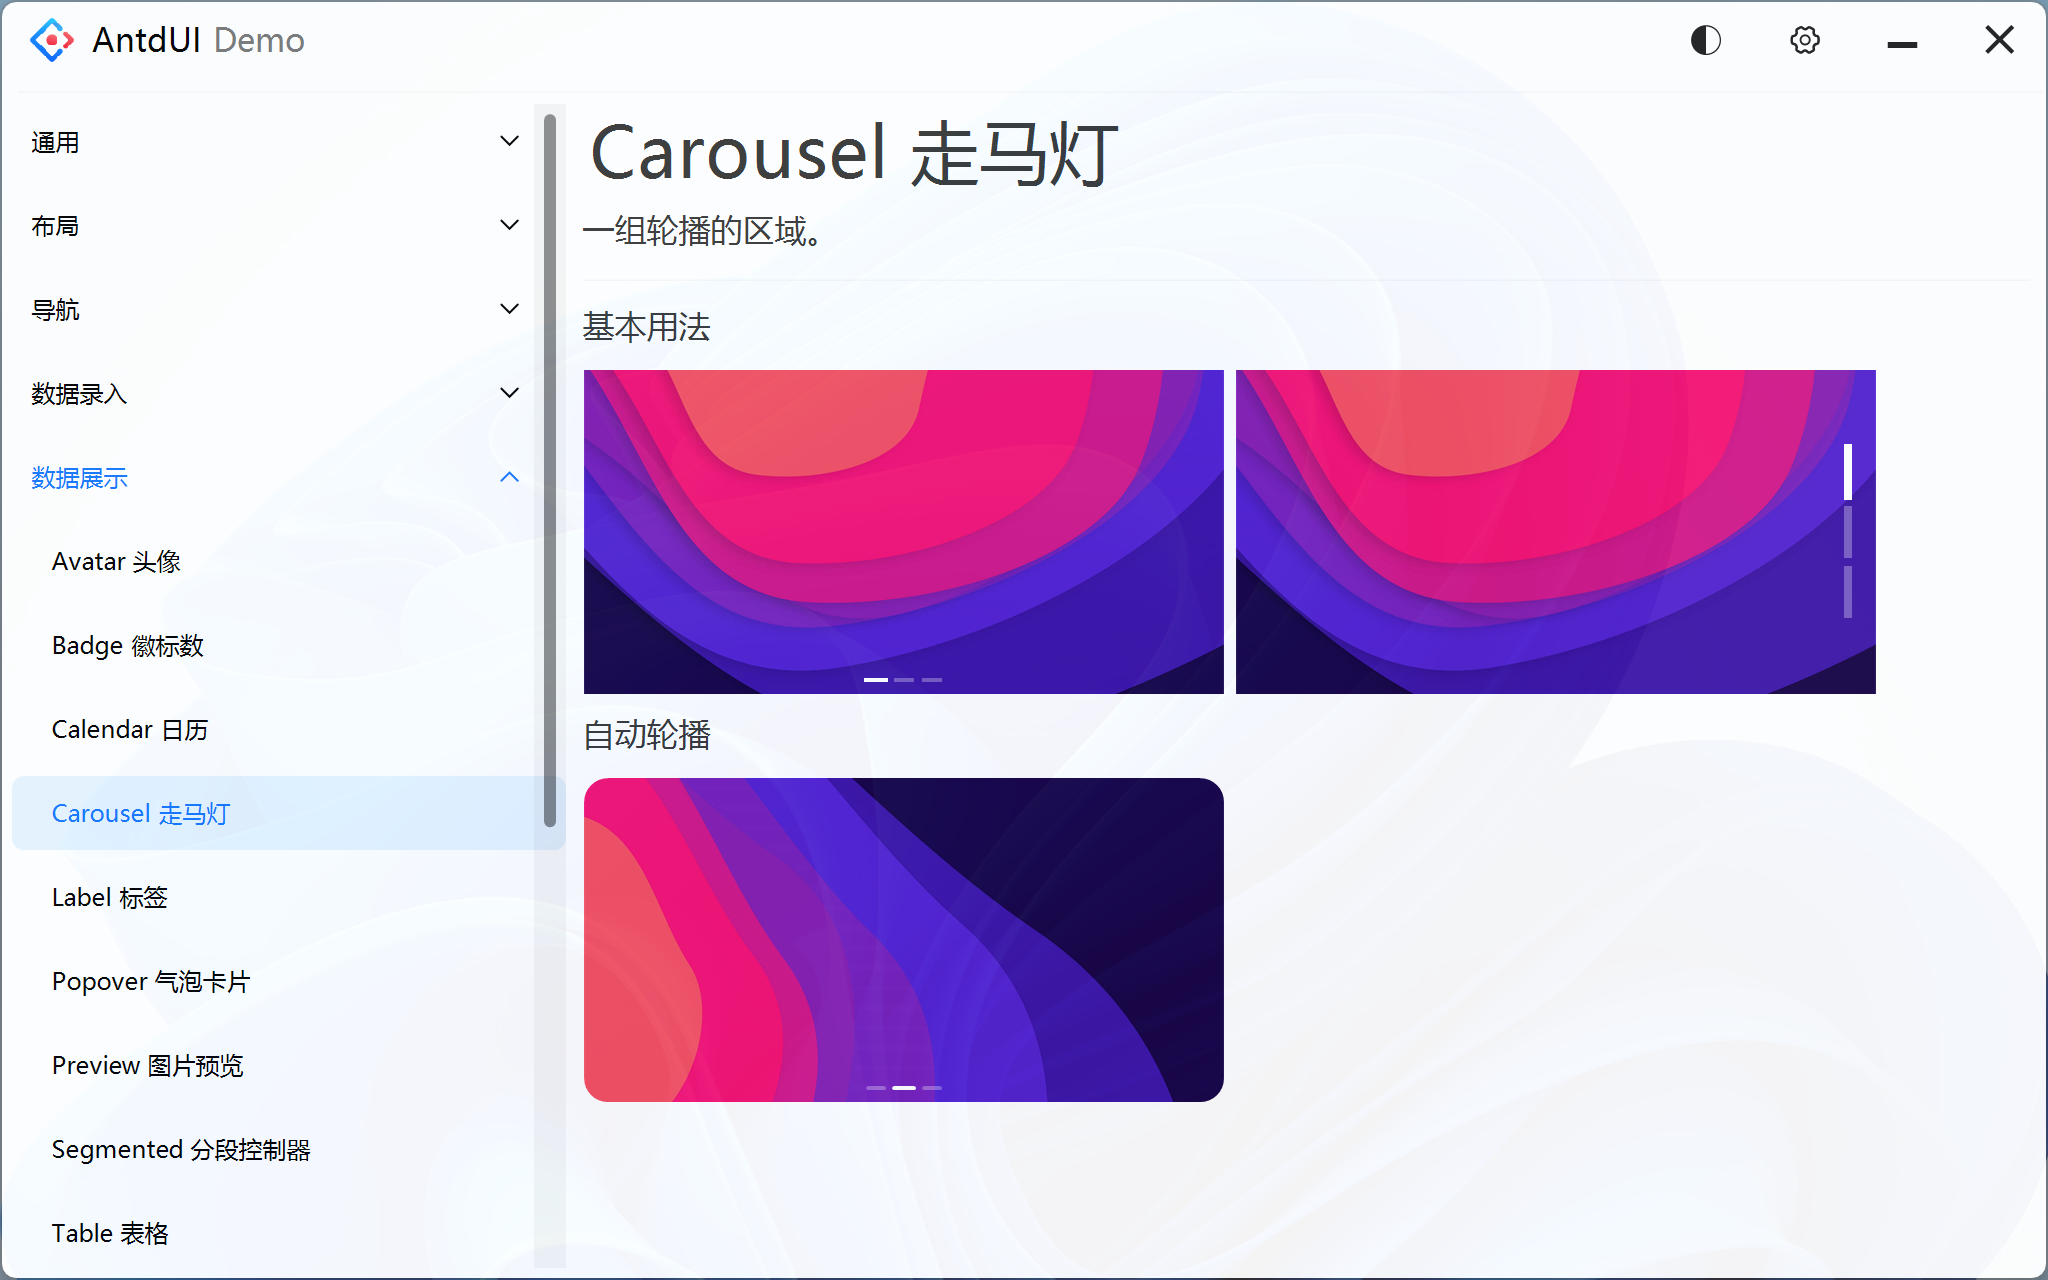 AntdUI Demo
通用
布局
导航
数据录入
数据展示
Avatar 头像
Badge 徽标数
Calendar 日历
Carousel 走马灯
Label 标签
Popover 气泡卡片
Preview 图片预览
Segmented 分段控制器
Table 表格
Carousel 走马灯
一组轮播的区域。
基本用法
自动轮播